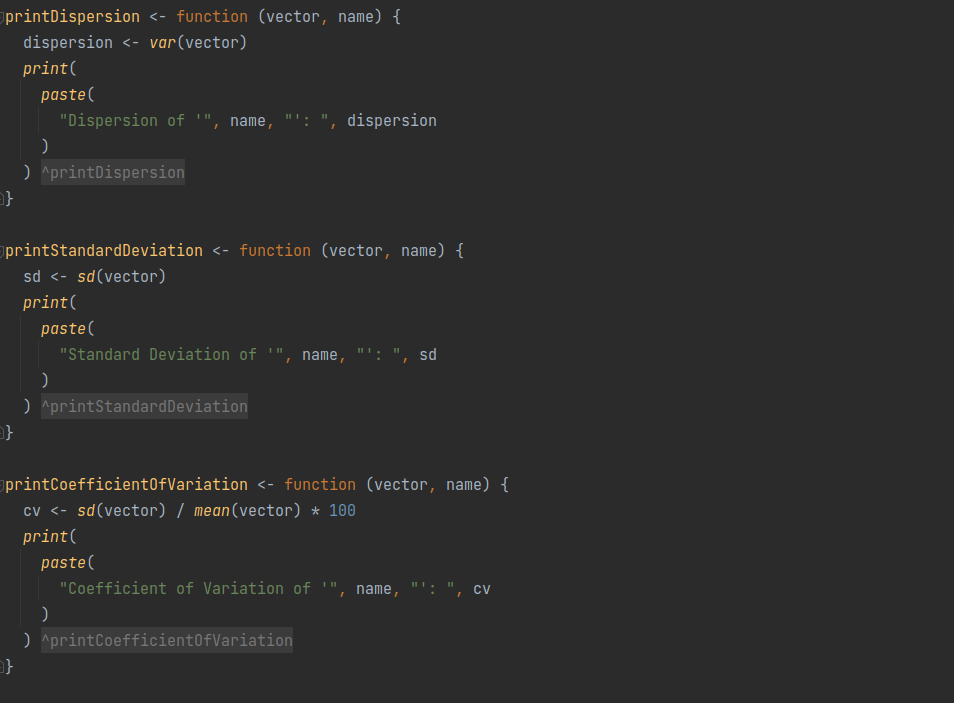 printDispersion <- function (vector, name) {
  dispersion <- var(vector)
  print(
    paste(
      "Dispersion of '", name, "': ", dispersion
    )
  ) ^printDispersion
}

printStandardDeviation <- function (vector, name) {
  sd <- sd(vector)
  print(
    paste(
      "Standard Deviation of '", name, "': ", sd
    )
  ) ^printStandardDeviation
}

printCoefficientOfVariation <- function (vector, name) {
  cv <- sd(vector) / mean(vector) * 100
  print(
    paste(
      "Coefficient of Variation of '", name, "': ", cv
    )
  ) ^printCoefficientOfVariation
}